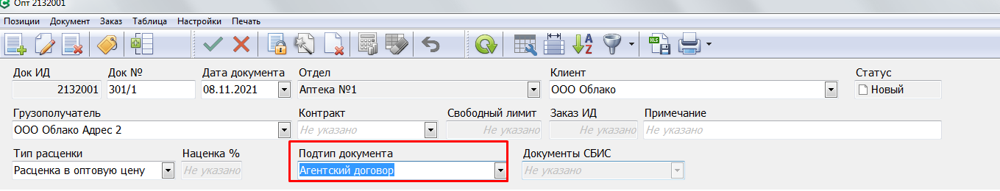 Опт 2132001
Позиции Документ Заказ Таблица Настройки Печать
A
Z
XLS
Док ИД Док № Дата документа Отдел Клиент Статус
2132001 301/1 08.11.2021 Аптека №1 ООО Облако Новый
Грузополучатель Контракт Свободный лимит Заказ ИД Примечание
ООО Облако Адрес 2 Не указано Не указано Не указано Не указано
Тип расценки Наценка % Подтип документа Документы СБИС
Расценка в оптовую цену Не указано Агентский договор Не указано